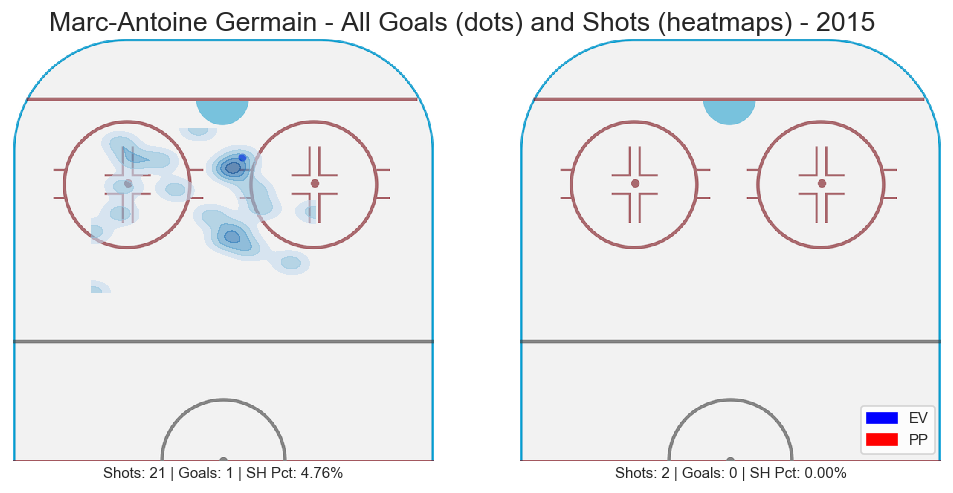 Marc-Antoine Germain - All Goals (dots) and Shots (heatmaps) - 2015
EV
PP
Shots: 21 | Goals: 1 | SH Pct: 4.76%
Shots: 2 | Goals: 0 | SH Pct: 0.00%